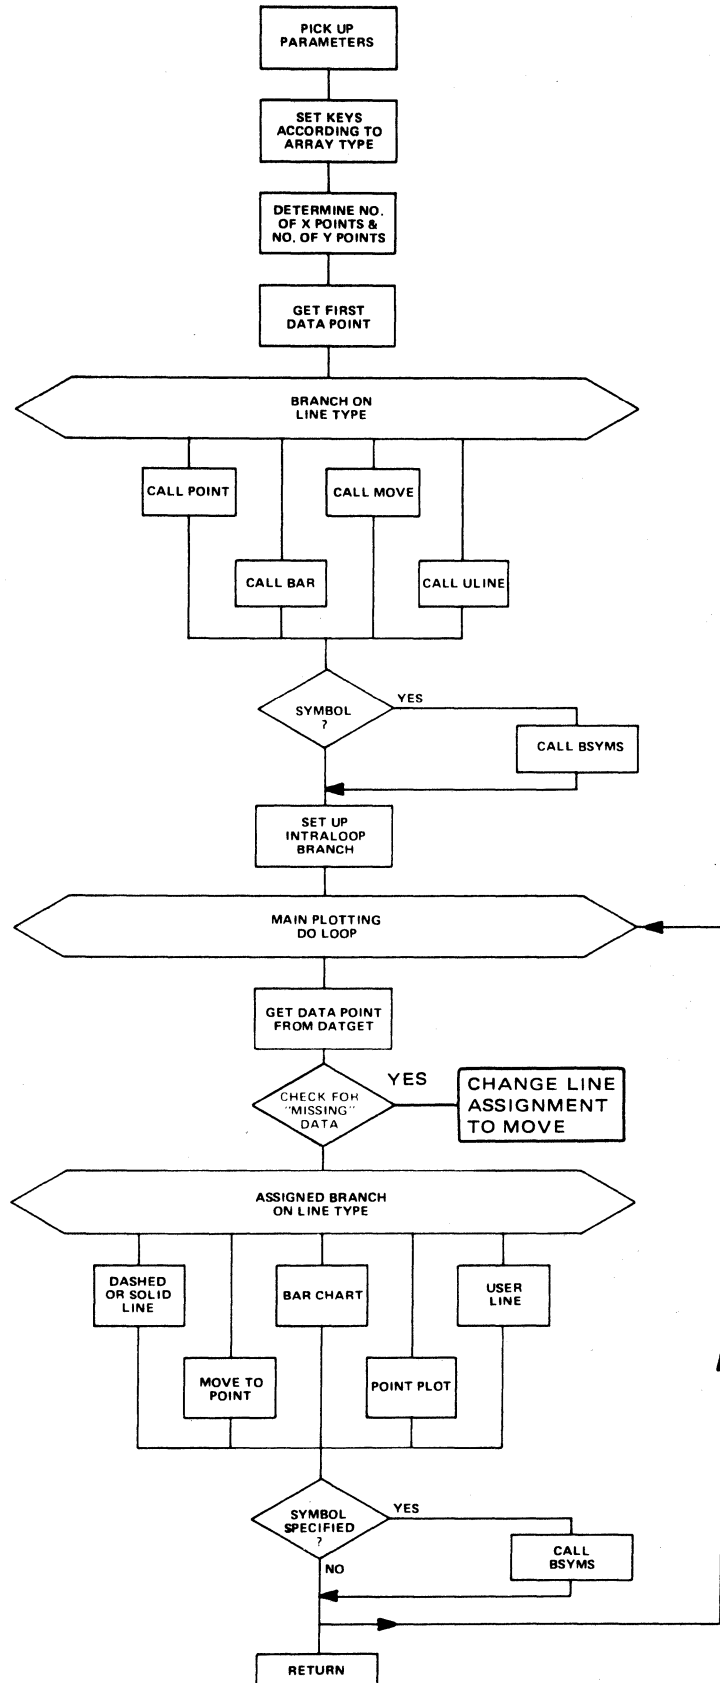 PICK UP
PARAMETERS
SET KEYS
ACCORDING TO
ARRAY TYPE
DETERMINE NO.
OF X POINTS &
NO. OF Y POINTS
GET FIRST
DATA POINT
BRANCH ON
LINE TYPE
CALL POINT
CALL MOVE
CALL BAR
CALL ULINE
SYMBOL
?
YES
CALL BSYMS
SET UP
INTRALOOP
BRANCH
MAIN PLOTTING
DO LOOP
GET DATA POINT
FROM DATGET
CHECK FOR
"MISSING"
DATA
YES
CHANGE LINE
ASSIGNMENT
TO MOVE
ASSIGNED BRANCH
ON LINE TYPE
DASHED
OR SOLID
LINE
BAR CHART
USER
LINE
MOVE TO
POINT
POINT PLOT
SYMBOL
SPECIFIED
?
YES
CALL
BSYMS
NO
RETURN